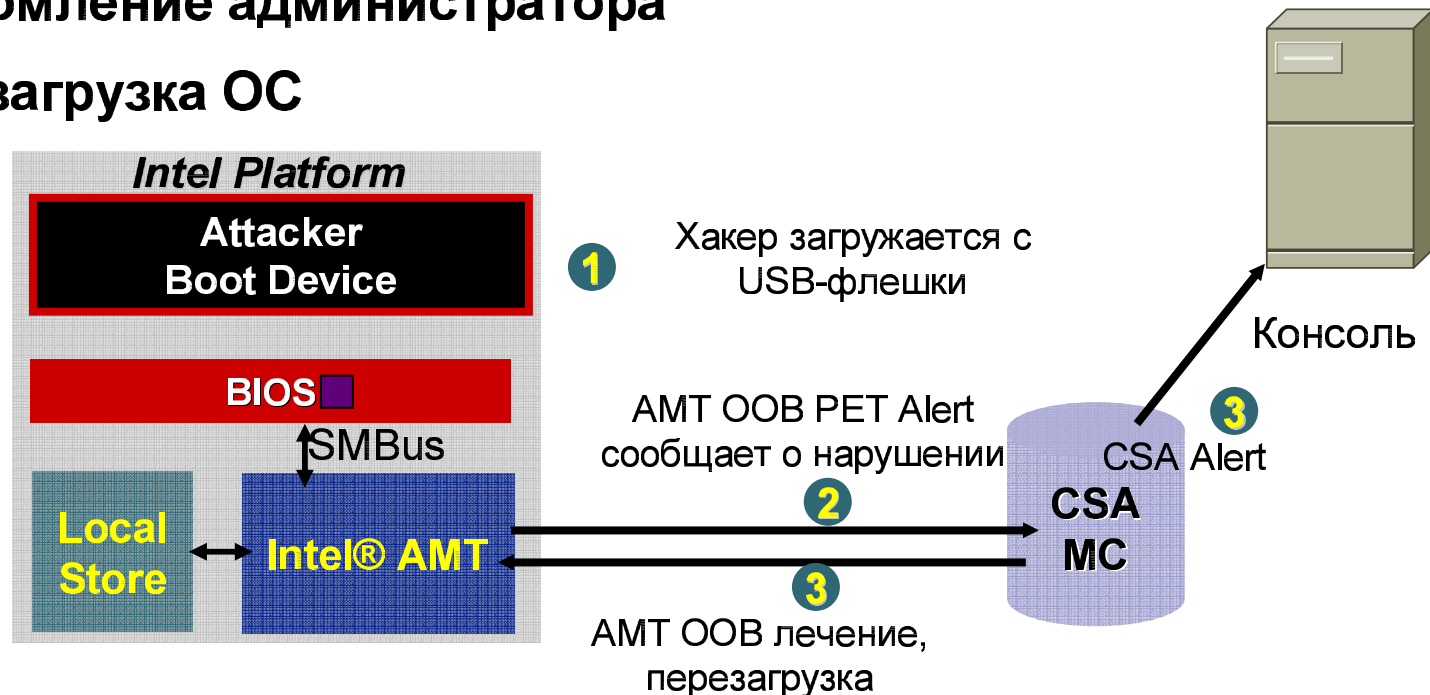 омление администратора
загрузка ОС
Intel Platform
Attacker
Boot Device
1
Хакер загружается с
USB-флешки
Консоль
BIOS
SMBus
AMT OOB PET Alert
сообщает о нарушении
2
3
CSA Alert
CSA
MC
Local
Store
Intel® AMT
3
AMT OOB лечение,
перезагрузка